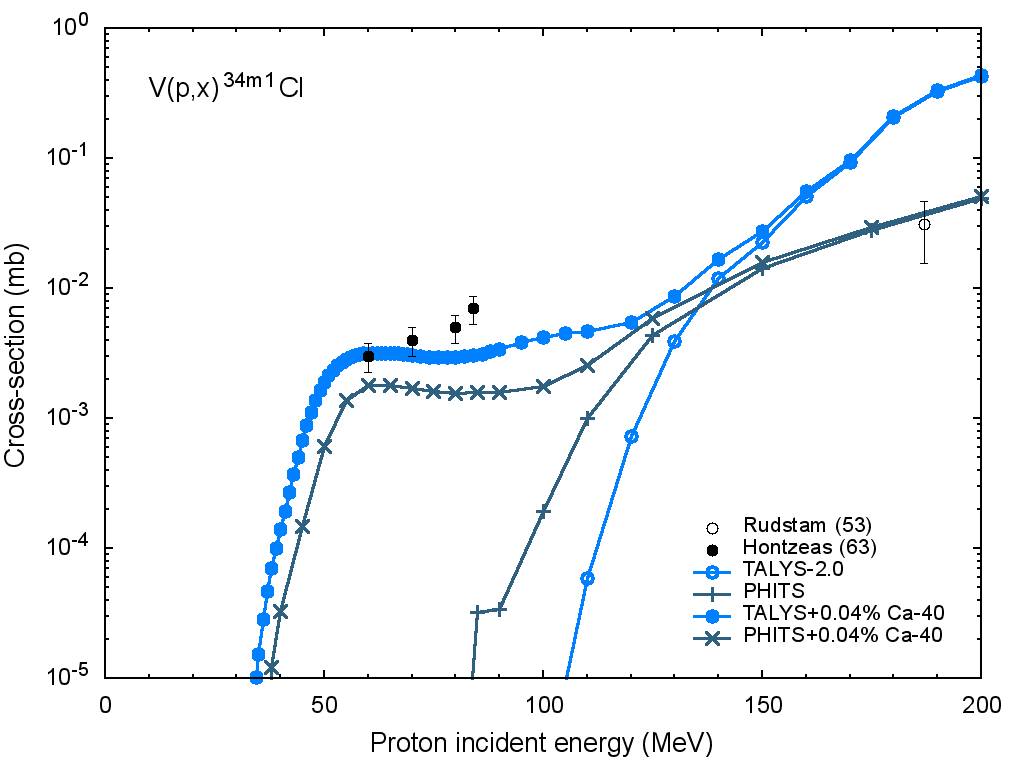 10^0
V(p,x)^34m1Cl
10^-1
10^-2
Cross-section (mb)
10^-3
10^-4
10^-5
Rudstam (53)
Hontzeas (63)
TALYS-2.0
PHITS
TALYS+0.04% Ca-40
PHITS+0.04% Ca-40
0 50 100 150 200
Proton incident energy (MeV)